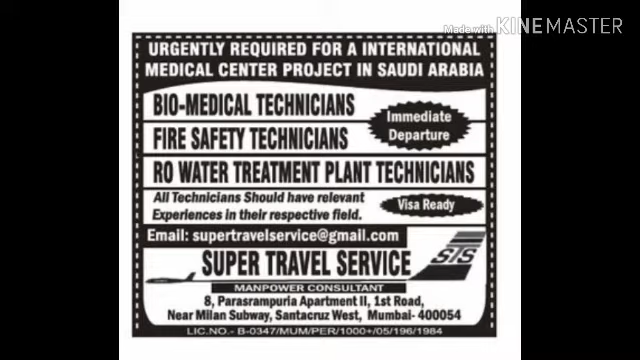 Made with KINEMASTER
URGENTLY REQUIRED FOR A INTERNATIONAL
MEDICAL CENTER PROJECT IN SAUDI ARABIA
BIO-MEDICAL TECHNICIANS
FIRE SAFETY TECHNICIANS
Immediate
Departure
RO WATER TREATMENT PLANT TECHNICIANS
All Technicians Should have relevant
Experiences in their respective field.
Visa Ready
Email: supertravelservice@gmail.com
SUPER TRAVEL SERVICE
STS
MANPOWER CONSULTANT
8, Parasrampuria Apartment II, 1st Road,
Near Milan Subway, Santacruz West, Mumbai- 400054
LIC.NO.- B-0347/MUM/PER/1000+/05/196/1984